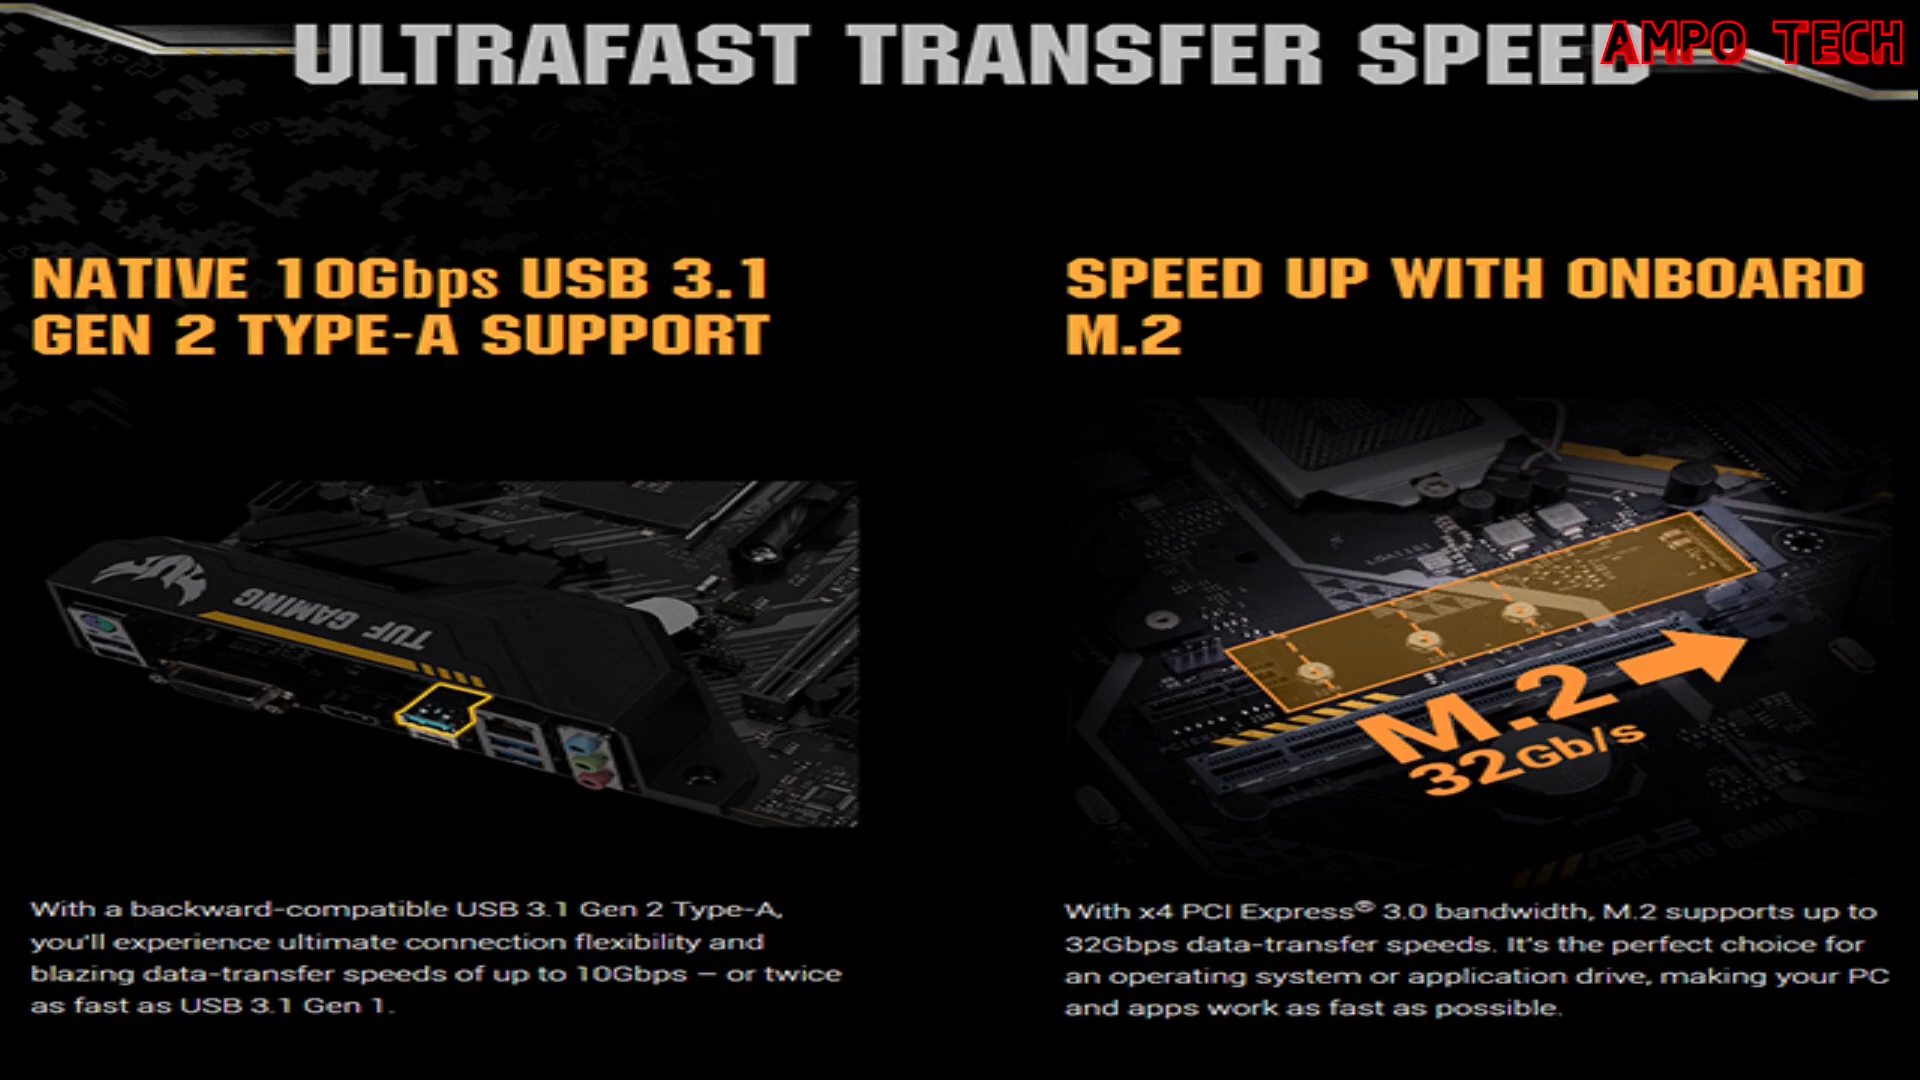 ULTRAFAST TRANSFER SPEED
AMPO TECH
NATIVE 10Gbps USB 3.1
GEN 2 TYPE-A SUPPORT
TUF GAMING
With a backward-compatible USB 3.1 Gen 2 Type-A,
you'll experience ultimate connection flexibility and
blazing data-transfer speeds of up to 10Gbps – or twice
as fast as USB 3.1 Gen 1.
SPEED UP WITH ONBOARD
M.2
M.2
32Gb/s
ASUS
With x4 PCI Express® 3.0 bandwidth, M.2 supports up to
32Gbps data-transfer speeds. It's the perfect choice for
an operating system or application drive, making your PC
and apps work as fast as possible.